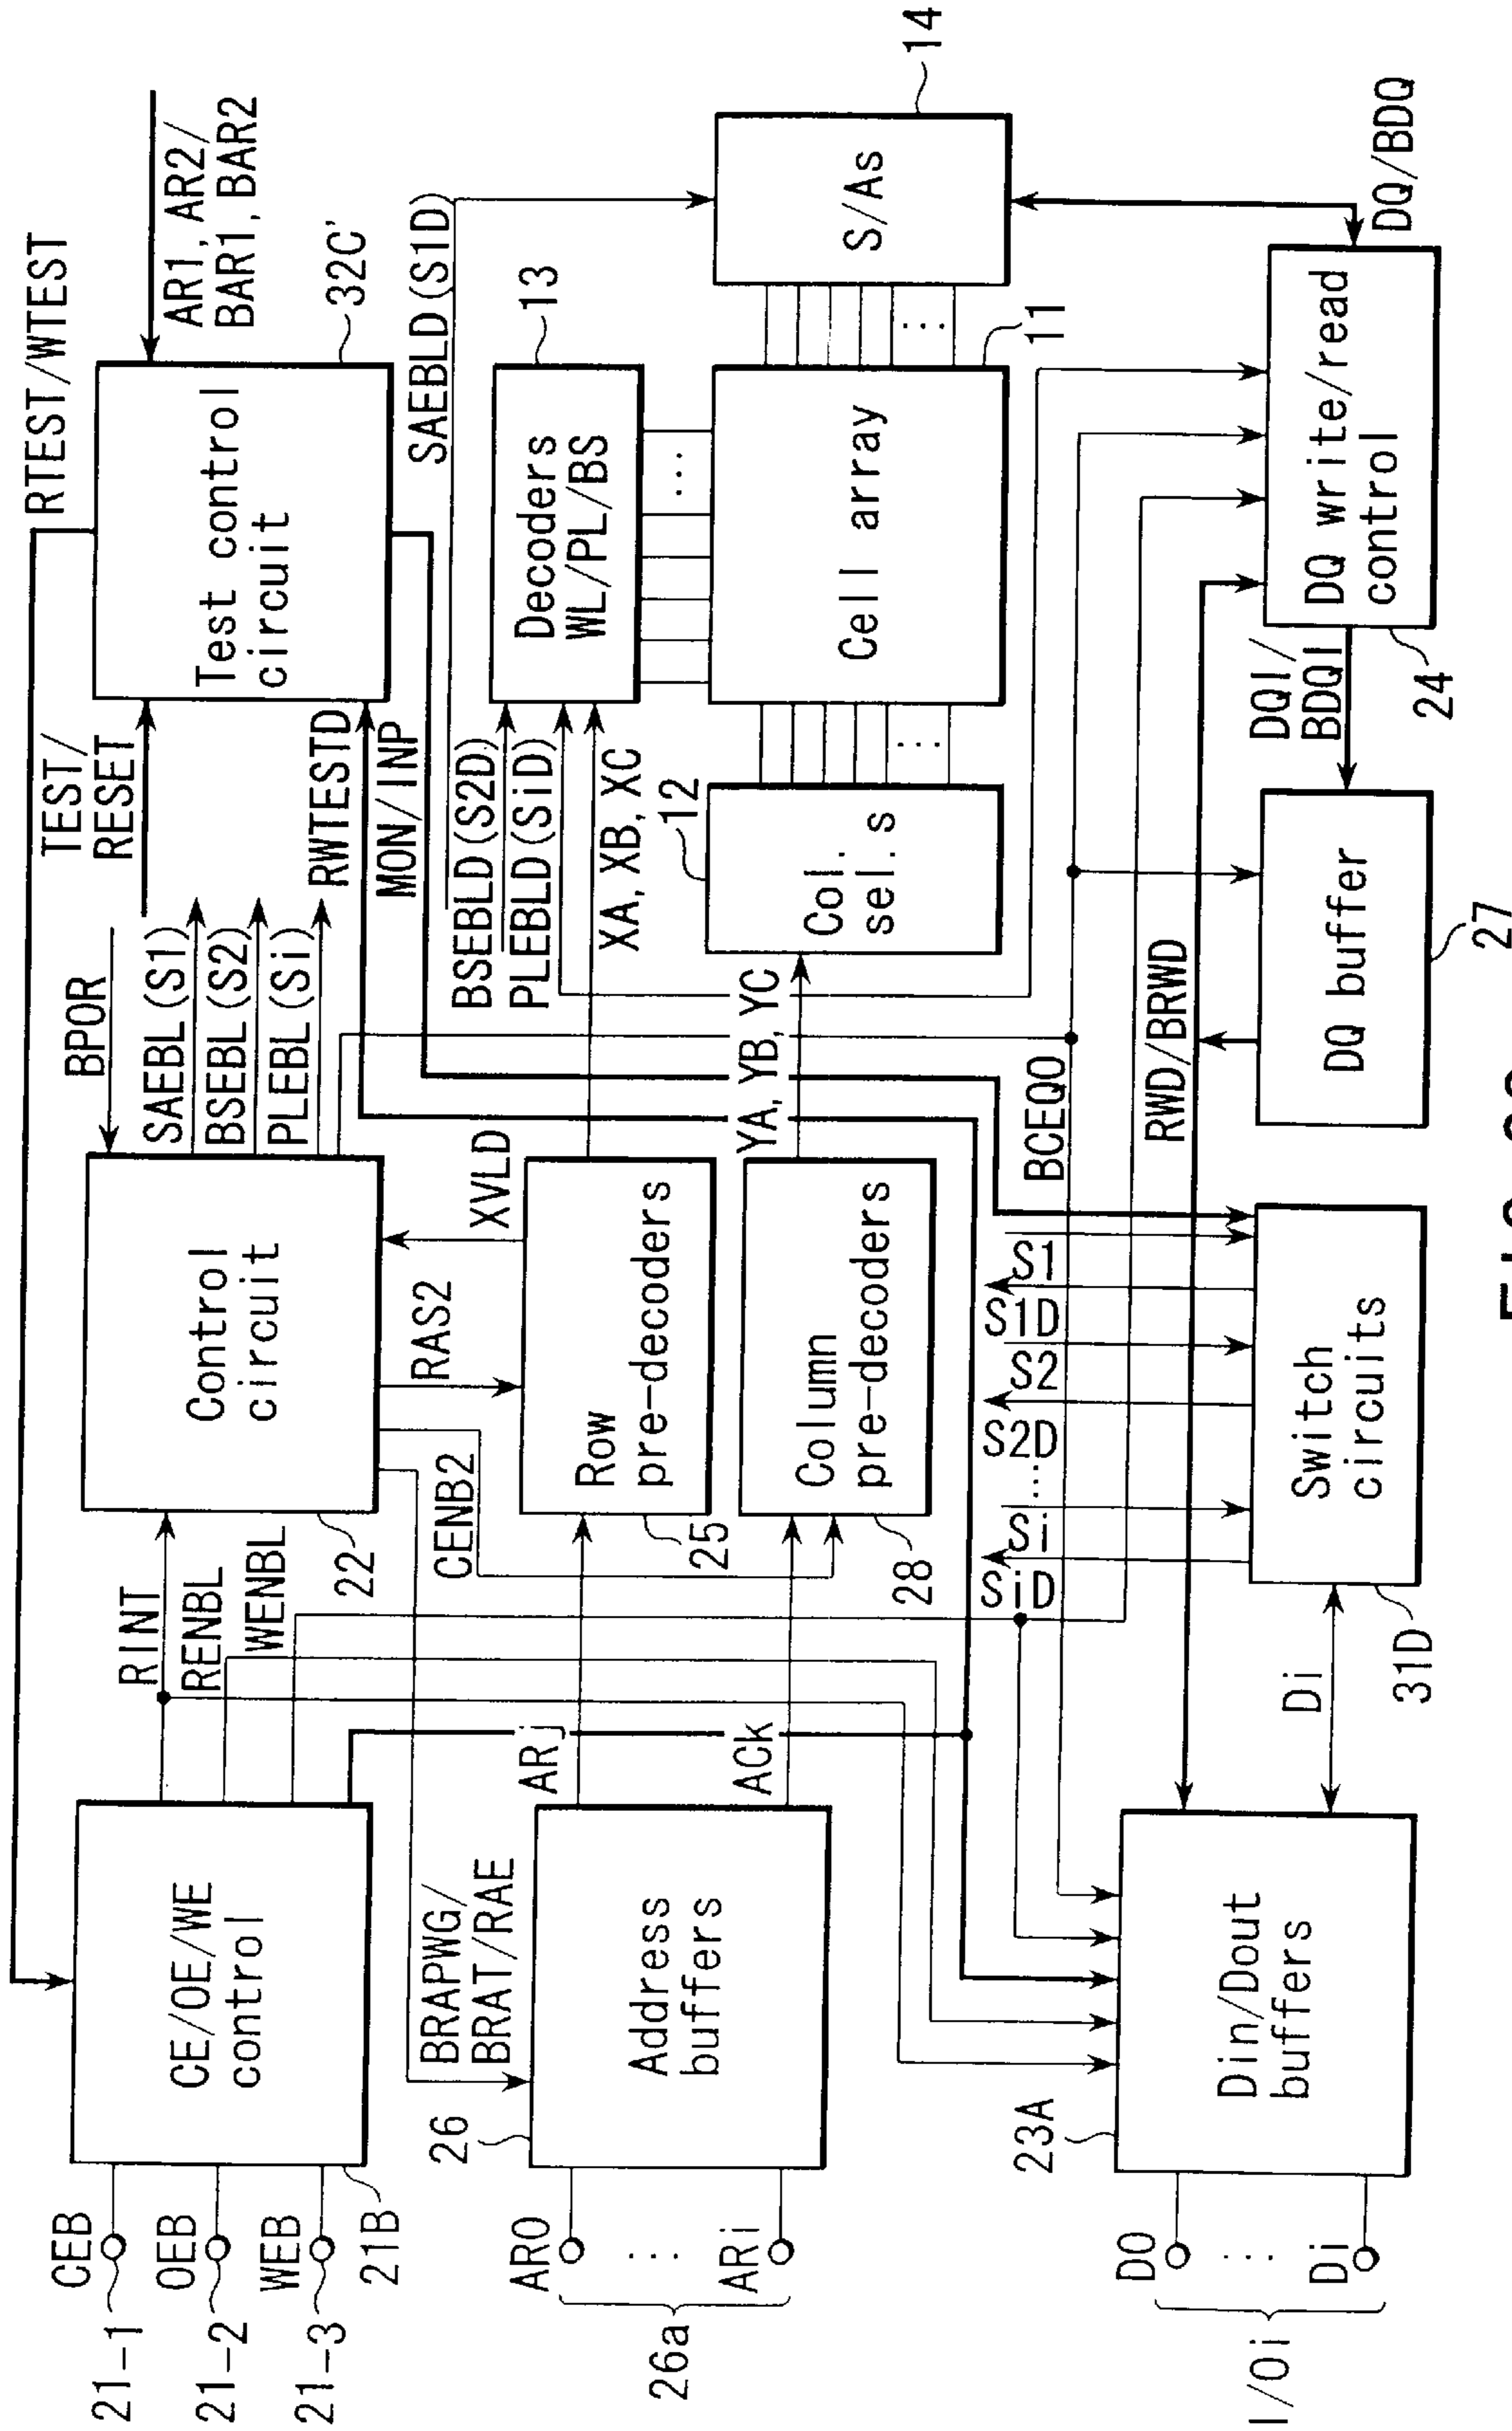 RTEST/WTEST
AR1, AR2/
BAR1, BAR2
TEST/
RESET
Test control
circuit
32C'
BPOR
SAEBL(S1)
BSEBL(S2)
PLEBL(Si)
RWTESTD
MON/INP
SAEBLD(S1D)
CEB
OEB
WEB
21-1
21-2
21-3
CE/OE/WE
control
21B
RINT
RENBL
WENBL
Control
circuit
22
XVLD
RAS2
CENB2
BSEBLD(S2D)
PLEBLD(SiD)
XA, XB, XC
Decoders
WL/PL/BS
13
...
S/As
14
BRAPWG/
BRAT/RAE
26
Address
buffers
AR0
...
ARi
26a
ARj
ACk
Row
pre-decoders
25
Column
pre-decoders
28
YA, YB, YC
12
Col.
sel.s
...
Cell array
11
...
BCEQ0
S1
S1D
S2
S2D
...
Si
SiD
RWD/BRWD
DQI/
BDQI
DQ/BDQ
23A
Din/Dout
buffers
D0
...
Di
I/Oi
Di
Switch
circuits
31D
DQ buffer
27
DQ write/read
control
24